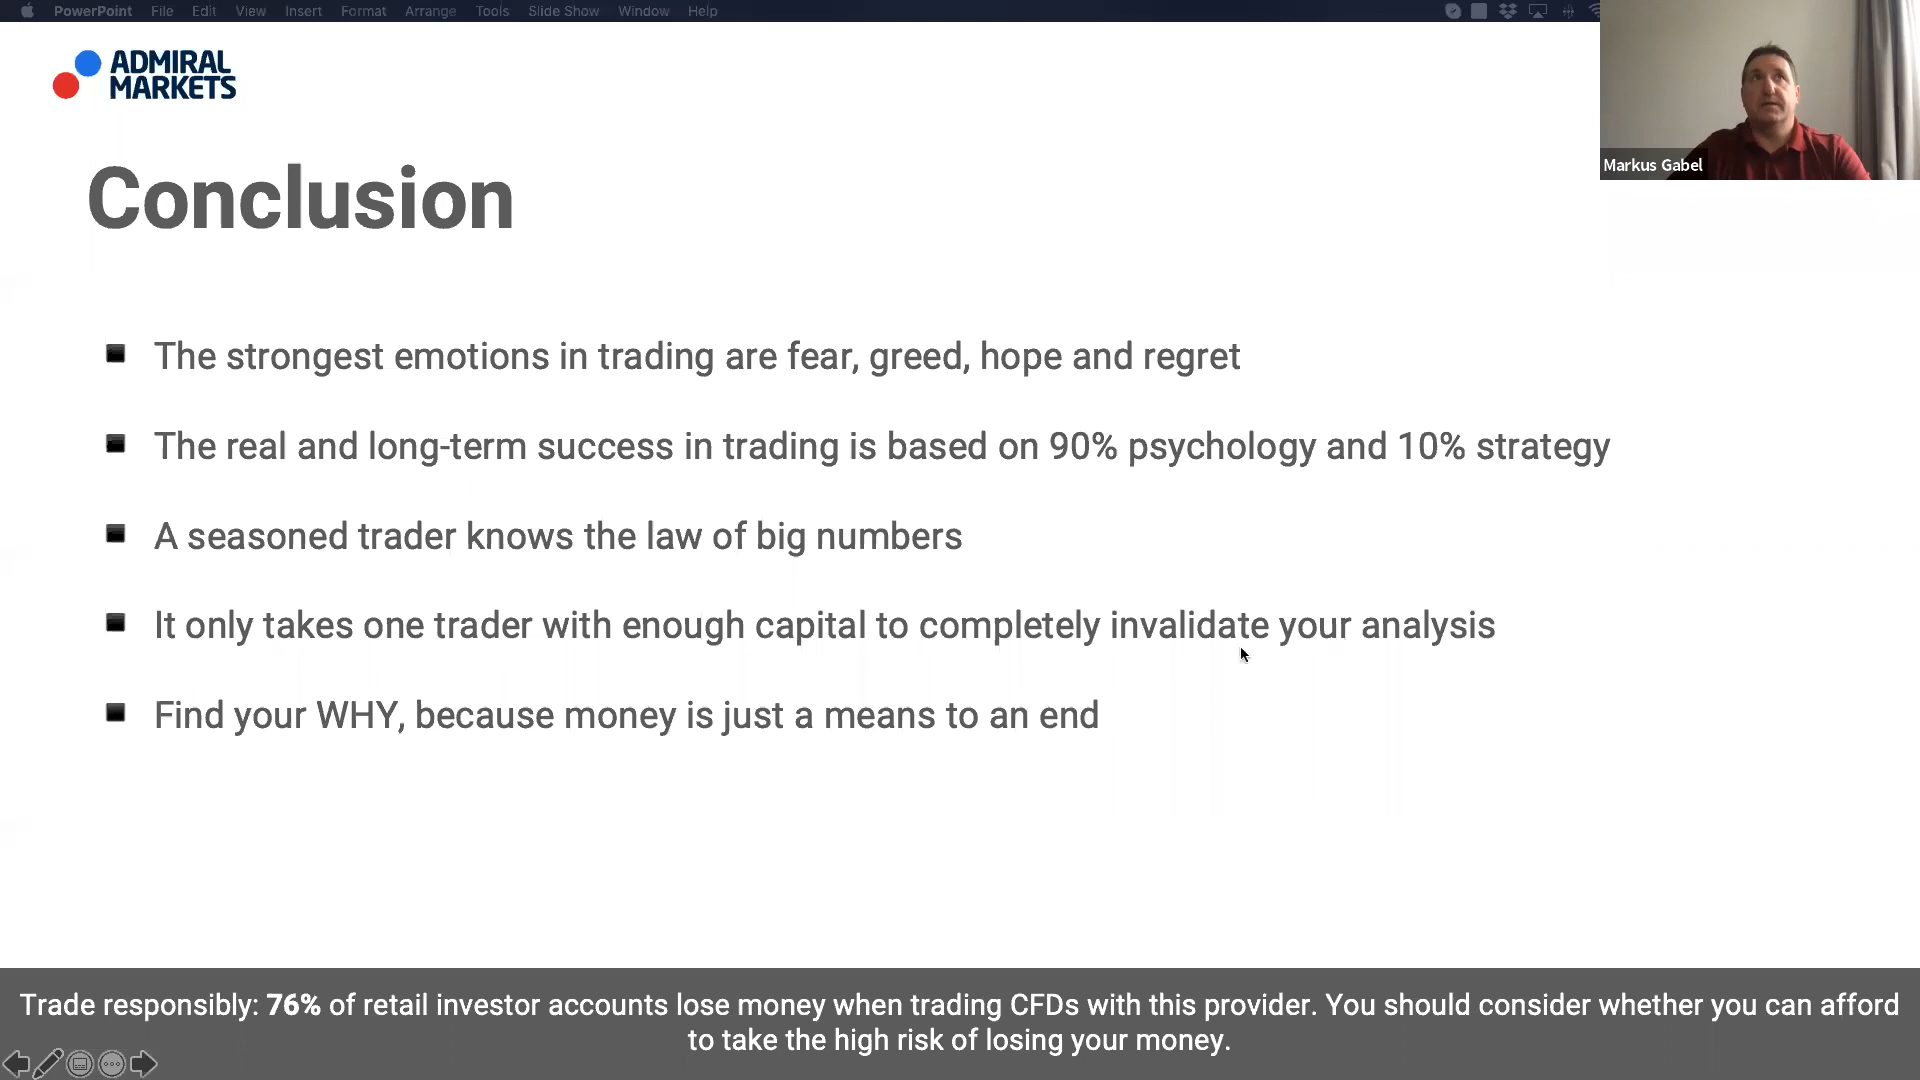 PowerPoint File Edit View Insert Format Arrange Tools Slide Show Window Help
ADMIRAL
MARKETS
Markus Gabel
Conclusion
The strongest emotions in trading are fear, greed, hope and regret
The real and long-term success in trading is based on 90% psychology and 10% strategy
A seasoned trader knows the law of big numbers
It only takes one trader with enough capital to completely invalidate your analysis
Find your WHY, because money is just a means to an end
Trade responsibly: 76% of retail investor accounts lose money when trading CFDs with this provider. You should consider whether you can afford
to take the high risk of losing your money.